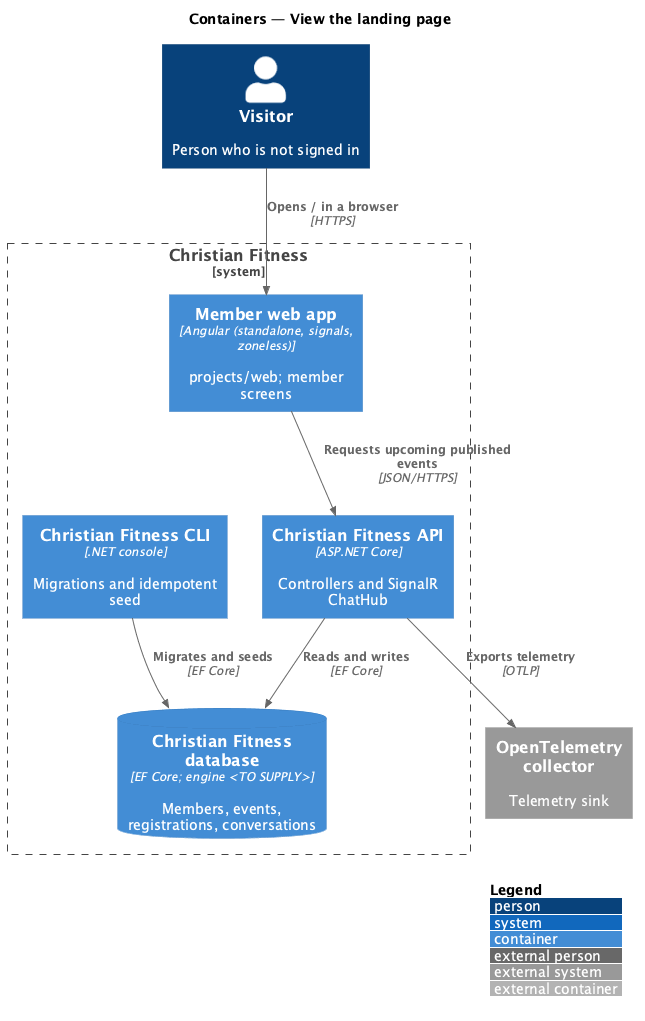 Containers — View the landing page
Visitor
Person who is not signed in
Opens / in a browser
[HTTPS]
Christian Fitness
[system]
Member web app
[Angular (standalone, signals,
zoneless)]
projects/web; member
screens
Requests upcoming published
events
[JSON/HTTPS]
Christian Fitness CLI
[.NET console]
Migrations and idempotent
seed
Christian Fitness API
[ASP.NET Core]
Controllers and SignalR
ChatHub
Migrates and seeds
[EF Core]
Reads and writes
[EF Core]
Exports telemetry
[OTLP]
Christian Fitness
database
[EF Core; engine <TO SUPPLY>]
Members, events,
registrations, conversations
OpenTelemetry
collector
Telemetry sink
Legend
person
system
container
external person
external system
external container